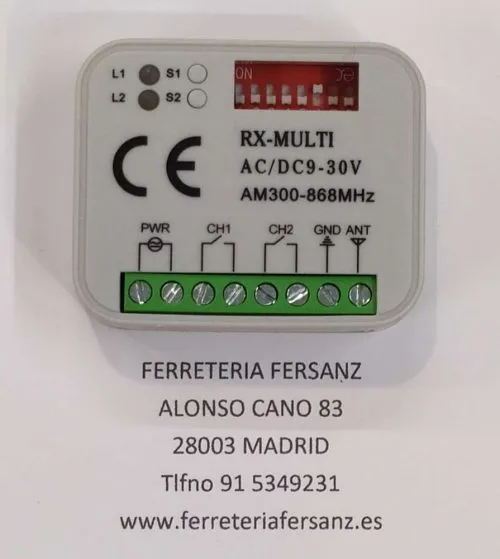 L1 S1
L2 S2
ON
RX-MULTI
AC/DC9-30V
AM300-868MHz
CE
PWR CH1 CH2 GND ANT
FERRETERIA FERSANZ
ALONSO CANO 83
28003 MADRID
Tlfno 91 5349231
www.ferreteriafersanz.es